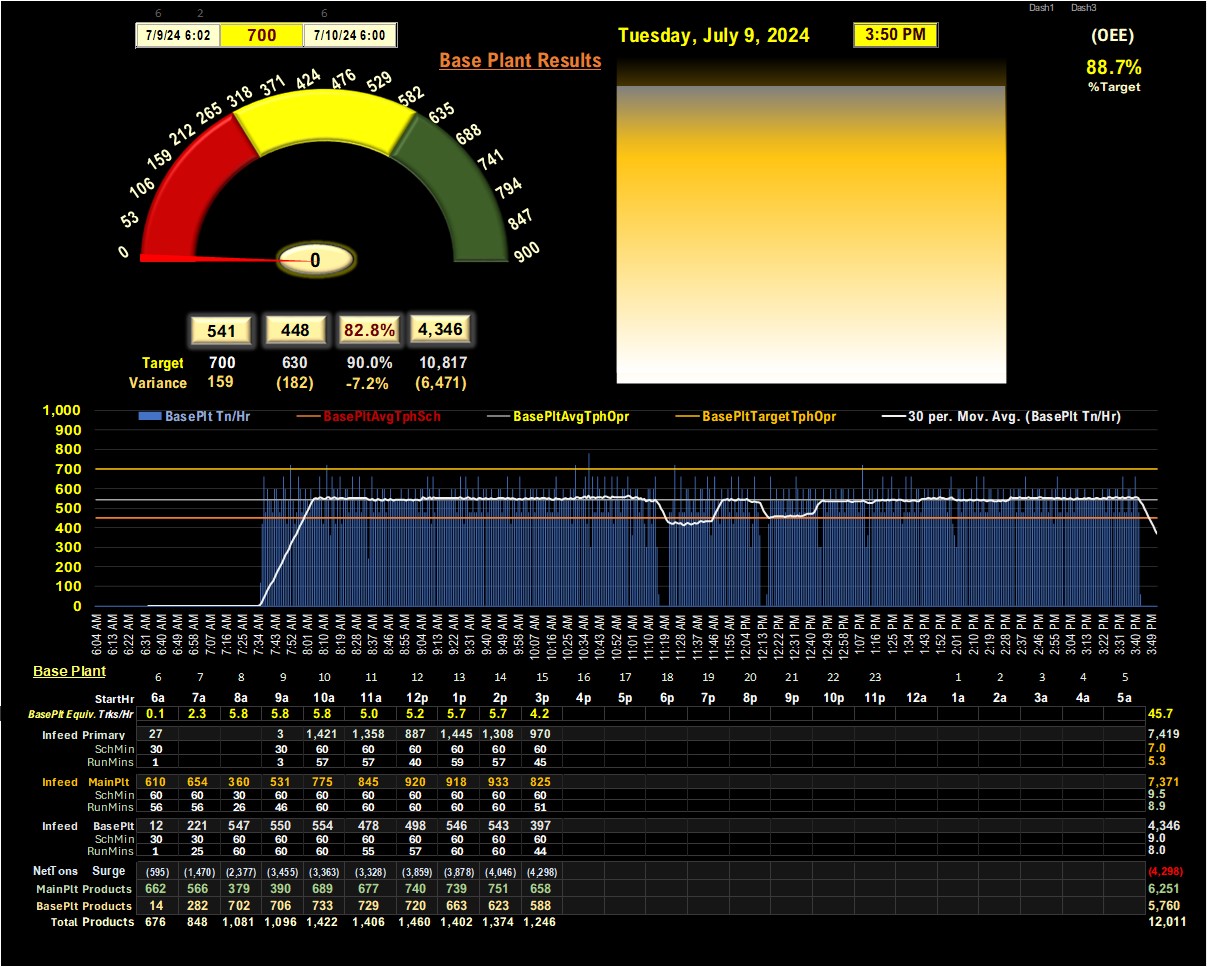 6 2 6 Dash1 Dash3
7/9/24 6:02 700 7/10/24 6:00
Tuesday, July 9, 2024 3:50 PM (OEE)
Base Plant Results
88.7%
%Target
0 53 106 159 212 265 318 371 424 476 529 582 635 688 741 794 847 900
0
541 448 82.8% 4,346
Target 700 630 90.0% 10,817
Variance 159 (182) -7.2% (6,471)
BasePlt Tn/Hr BasePltAvgTphSch BasePltAvgTphOpr BasePltTargetTphOpr 30 per. Mov. Avg. (BasePlt Tn/Hr)
1,000
900
800
700
600
500
400
300
200
100
0
6:04 AM 6:13 AM 6:22 AM 6:31 AM 6:40 AM 6:49 AM 6:58 AM 7:07 AM 7:16 AM 7:25 AM 7:34 AM 7:43 AM 7:52 AM 8:01 AM 8:10 AM 8:19 AM 8:28 AM 8:37 AM 8:46 AM 8:55 AM 9:04 AM 9:13 AM 9:22 AM 9:31 AM 9:40 AM 9:49 AM 9:58 AM 10:07 AM 10:16 AM 10:25 AM 10:34 AM 10:43 AM 10:52 AM 11:01 AM 11:10 AM 11:19 AM 11:28 AM 11:37 AM 11:46 AM 11:55 AM 12:04 PM 12:13 PM 12:22 PM 12:31 PM 12:40 PM 12:49 PM 12:58 PM 1:07 PM 1:16 PM 1:25 PM 1:34 PM 1:43 PM 1:52 PM 2:01 PM 2:10 PM 2:19 PM 2:28 PM 2:37 PM 2:46 PM 2:55 PM 3:04 PM 3:13 PM 3:22 PM 3:31 PM 3:40 PM 3:49 PM
Base Plant 6 7 8 9 10 11 12 13 14 15 16 17 18 19 20 21 22 23 1 2 3 4 5
StartHr 6a 7a 8a 9a 10a 11a 12p 1p 2p 3p 4p 5p 6p 7p 8p 9p 10p 11p 12a 1a 2a 3a 4a 5a
BasePlt Equiv. Trks/Hr 0.1 2.3 5.8 5.8 5.8 5.0 5.2 5.7 5.7 4.2 45.7
Infeed Primary 27 3 1,421 1,358 887 1,445 1,308 970 7,419
SchMin 30 30 60 60 60 60 60 60 7.0
RunMins 1 3 57 57 40 59 57 45 5.3
Infeed MainPlt 610 654 360 531 775 845 920 918 933 825 7,371
SchMin 60 60 30 60 60 60 60 60 60 60 9.5
RunMins 56 56 26 46 60 60 60 60 60 51 8.9
Infeed BasePlt 12 221 547 550 554 478 498 546 543 397 4,346
SchMin 30 30 60 60 60 60 60 60 60 60 9.0
RunMins 1 25 60 60 60 55 57 60 60 44 8.0
NetTons Surge (595) (1,470) (2,377) (3,455) (3,363) (3,328) (3,859) (3,878) (4,046) (4,298) (4,298)
MainPlt Products 662 566 379 390 689 677 740 739 751 658 6,251
BasePlt Products 14 282 702 706 733 729 720 663 623 588 5,760
Total Products 676 848 1,081 1,096 1,422 1,406 1,460 1,402 1,374 1,246 12,011